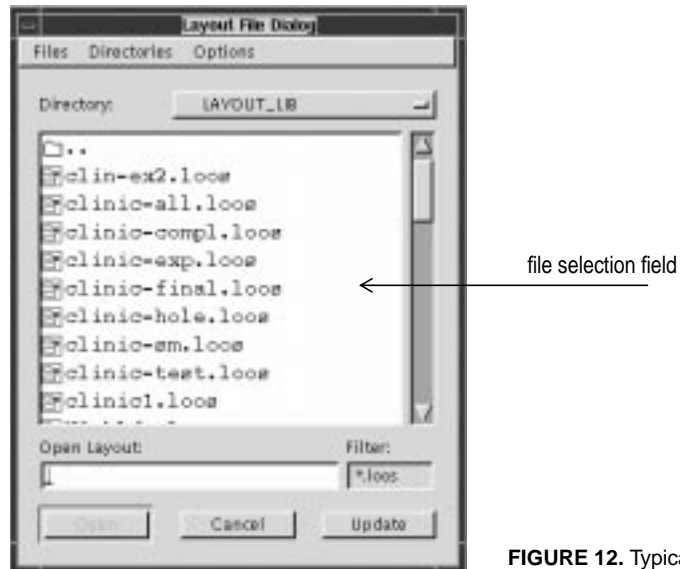 Layout File Dialog
Files Directories Options
Directory: LAYOUT_LIB
..
clin-ex2.loos
clinic-all.loos
clinic-compl.loos
clinic-exp.loos
clinic-final.loos
clinic-hole.loos
clinic-sm.loos
clinic-test.loos
clinic1.loos
file selection field
Open Layout: Filter:
*.loos
Open Cancel Update
FIGURE 12.